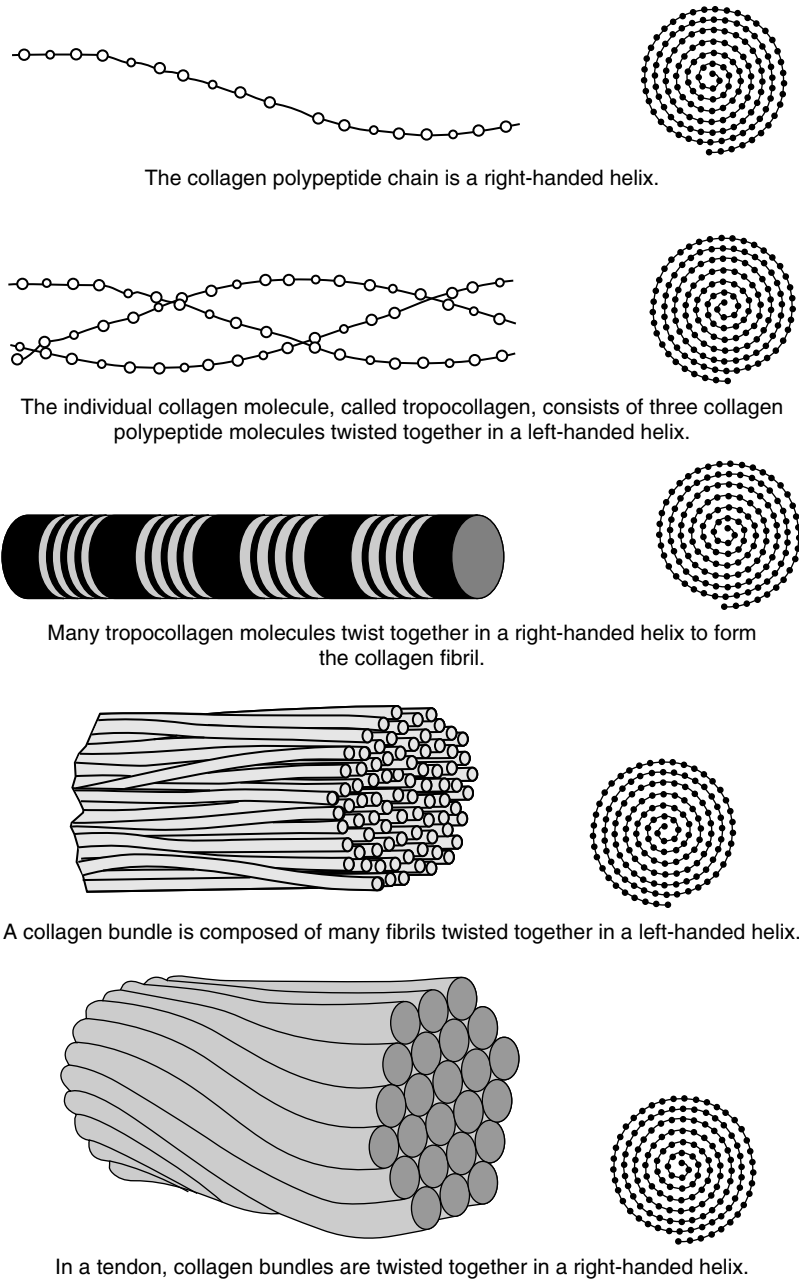 The collagen polypeptide chain is a right-handed helix.
The individual collagen molecule, called tropocollagen, consists of three collagen
polypeptide molecules twisted together in a left-handed helix.
Many tropocollagen molecules twist together in a right-handed helix to form
the collagen fibril.
A collagen bundle is composed of many fibrils twisted together in a left-handed helix.
In a tendon, collagen bundles are twisted together in a right-handed helix.